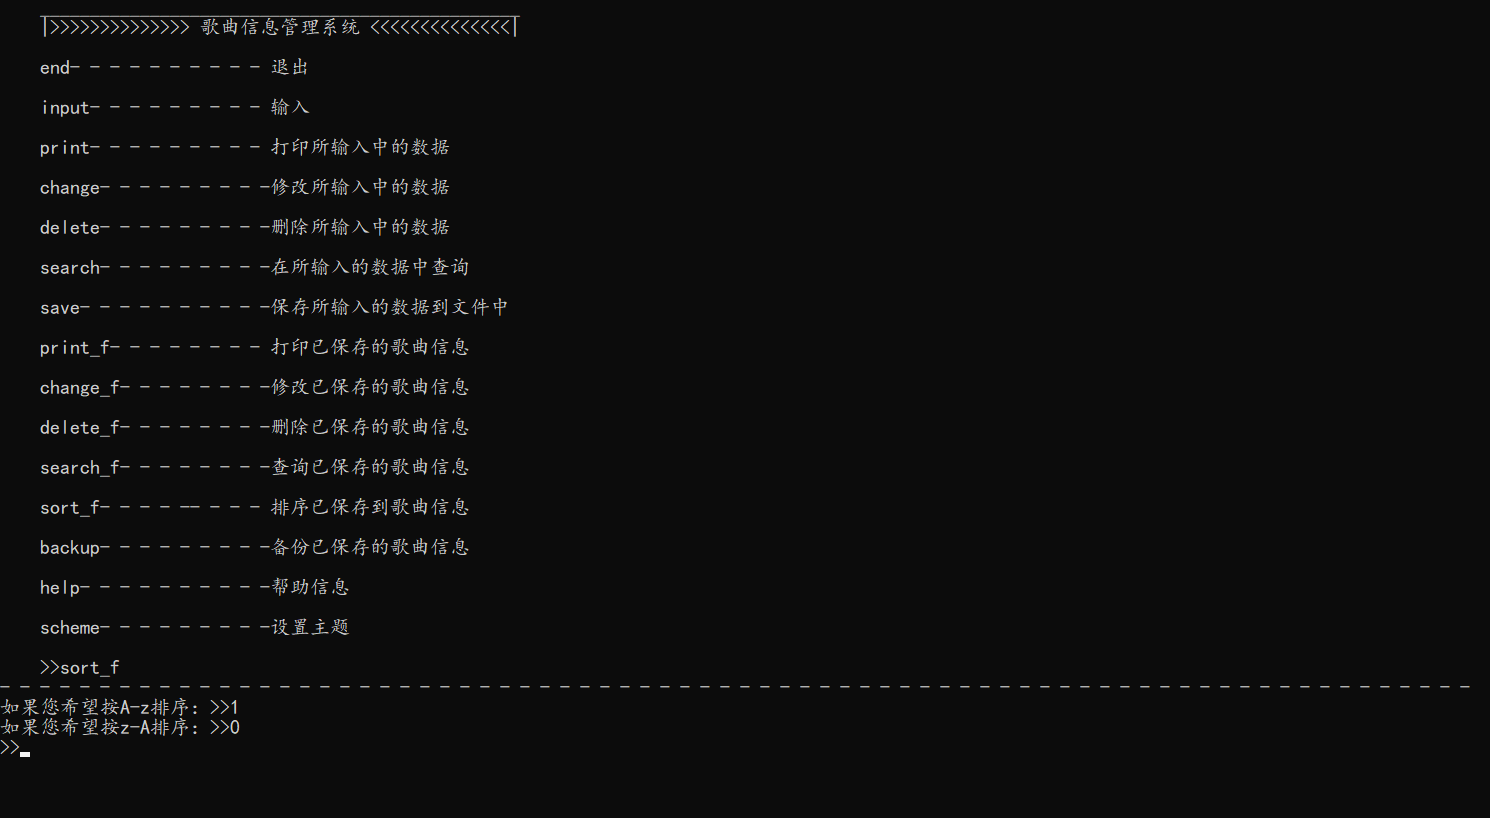 |>>>>>>>>>>>>>> 歌曲信息管理系统 <<<<<<<<<<<<<<|
end- - - - - - - - - - 退出
input- - - - - - - - - 输入
print- - - - - - - - - 打印所输入中的数据
change- - - - - - - - -修改所输入中的数据
delete- - - - - - - - -删除所输入中的数据
search- - - - - - - - -在所输入的数据中查询
save- - - - - - - - - -保存所输入的数据到文件中
print_f- - - - - - - - 打印已保存的歌曲信息
change_f- - - - - - - -修改已保存的歌曲信息
delete_f- - - - - - - -删除已保存的歌曲信息
search_f- - - - - - - -查询已保存的歌曲信息
sort_f- - - - -- - - - 排序已保存到歌曲信息
backup- - - - - - - - -备份已保存的歌曲信息
help- - - - - - - - - -帮助信息
scheme- - - - - - - - -设置主题
>>sort_f
- - - - - - - - - - - - - - - - - - - - - - - - - - - - - - - - - - - - - - - - - - - - - - - - - - - - - - - - - - - - - - - - - - - - - - - - - -
如果您希望按A-z排序: >>1
如果您希望按z-A排序: >>0
>>